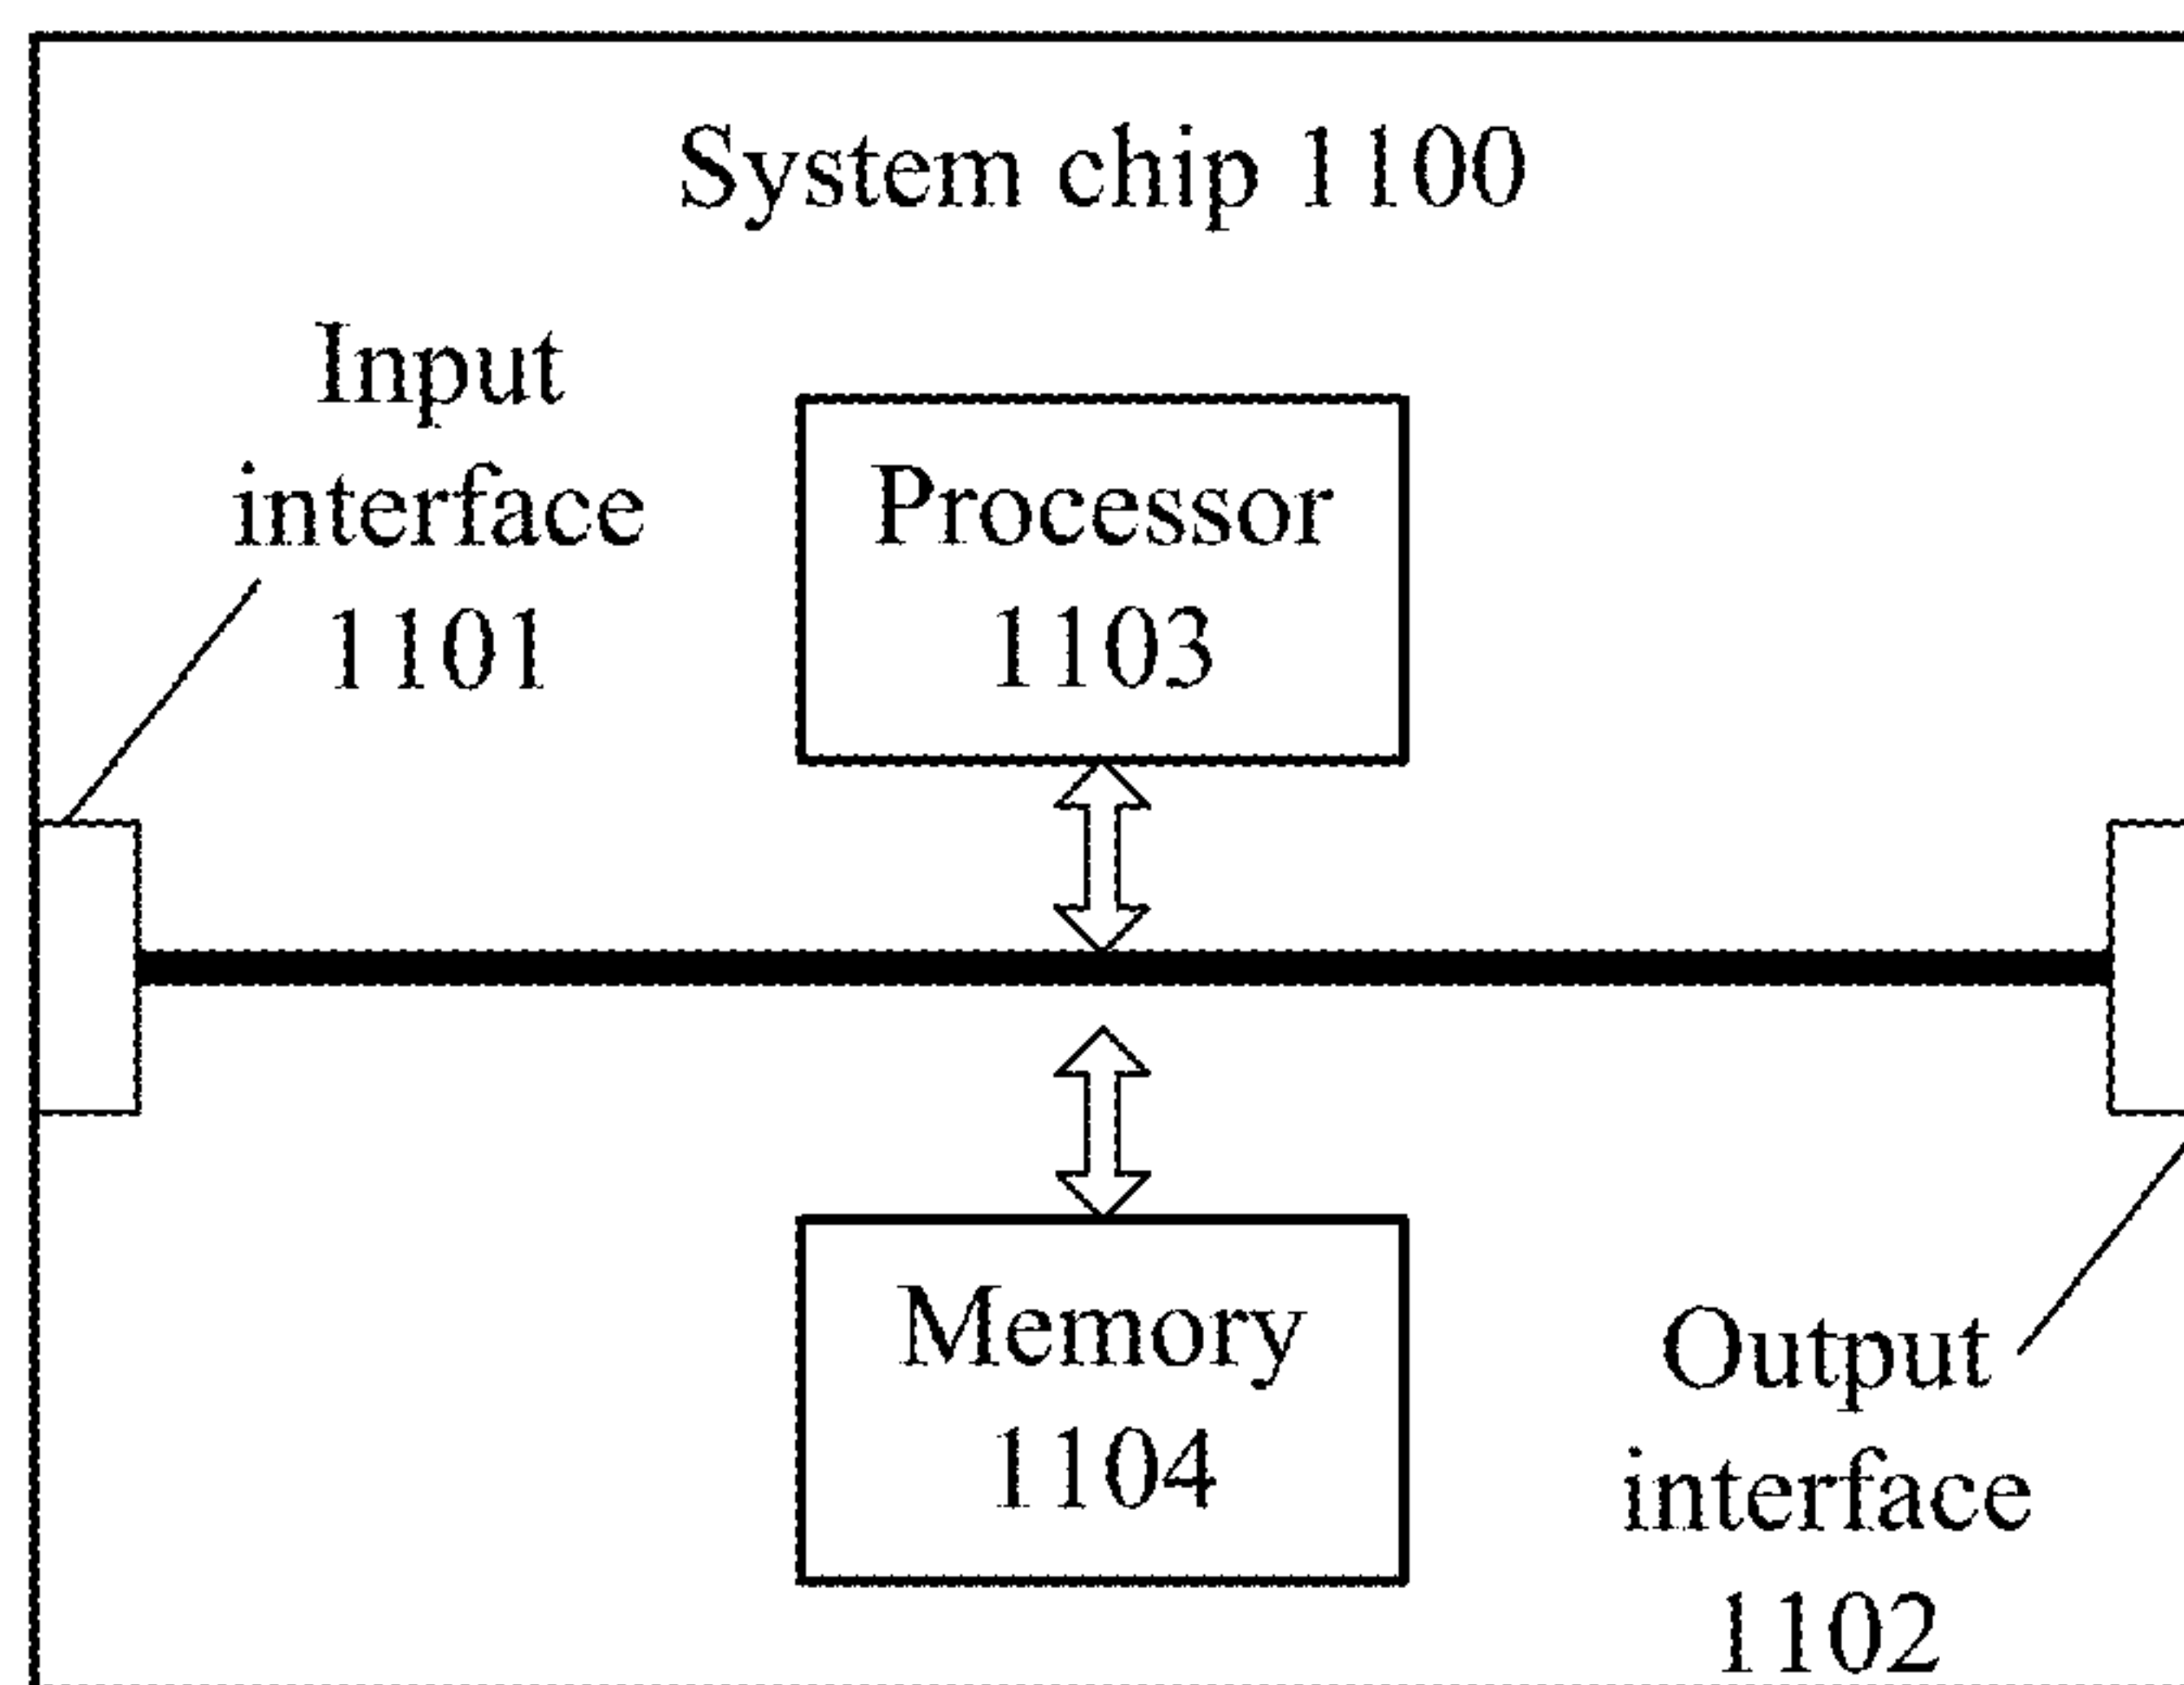 System chip 1100
Input
interface
1101
Processor
1103
Memory
1104
Output
interface
1102